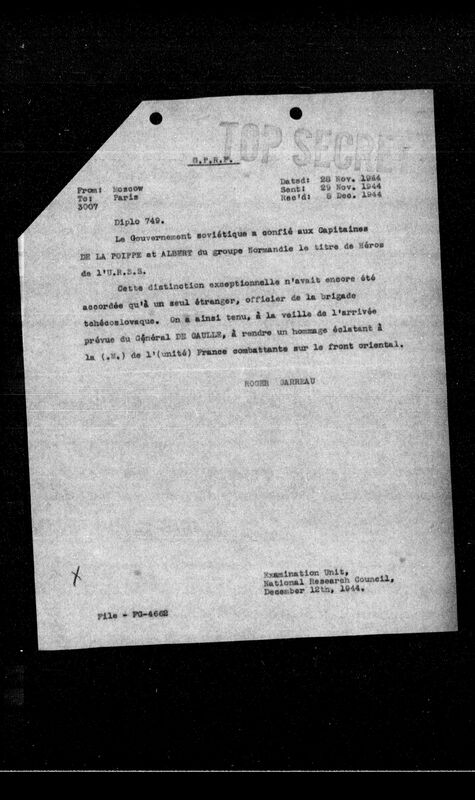 TOP SECRE
S.P.R.F.
Dated: 28 Nov. 1944
From: Moscow Sent: 29 Nov. 1944
To: Paris Rec'd: 8 Dec. 1944
3007
Diplo 749.
Le Gouvernement soviétique a confié aux Capitaines
DE LA POIPPE et ALBERT du groupe Normandie le titre de Héros
de l'U.R.S.S.
Cette distinction exceptionnelle n'avait encore été
accordée qu'à un seul étranger, officier de la brigade
tchécoslovaque. On a ainsi tenu, à la veille de l'arrivée
prévue du Général DE GAULLE, à rendre un hommage éclatant à
la (.M.) de l'(unité) France combattante sur le front oriental.
ROGER GARREAU
Examination Unit,
National Research Council,
December 12th, 1944.
File - FG-4662